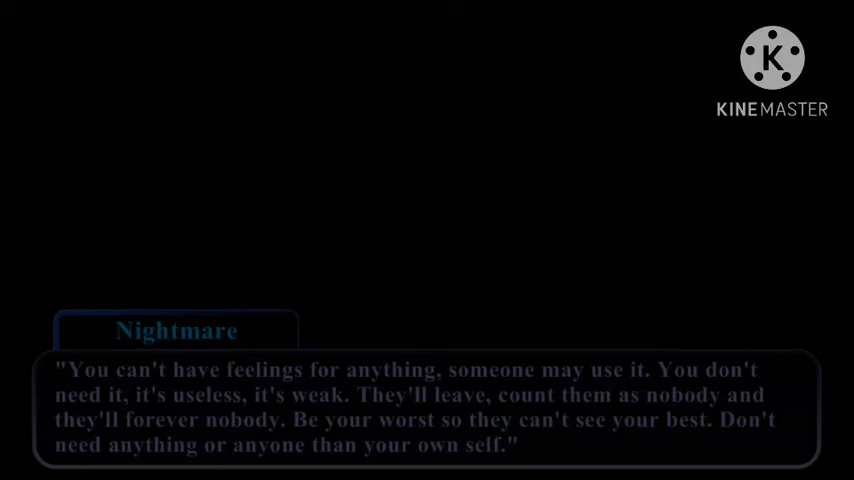 K
KINEMASTER
Nightmare
"You can't have feelings for anything, someone may use it. You don't
need it, it's useless, it's weak. They'll leave, count them as nobody and
they'll forever nobody. Be your worst so they can't see your best. Don't
need anything or anyone than your own self."